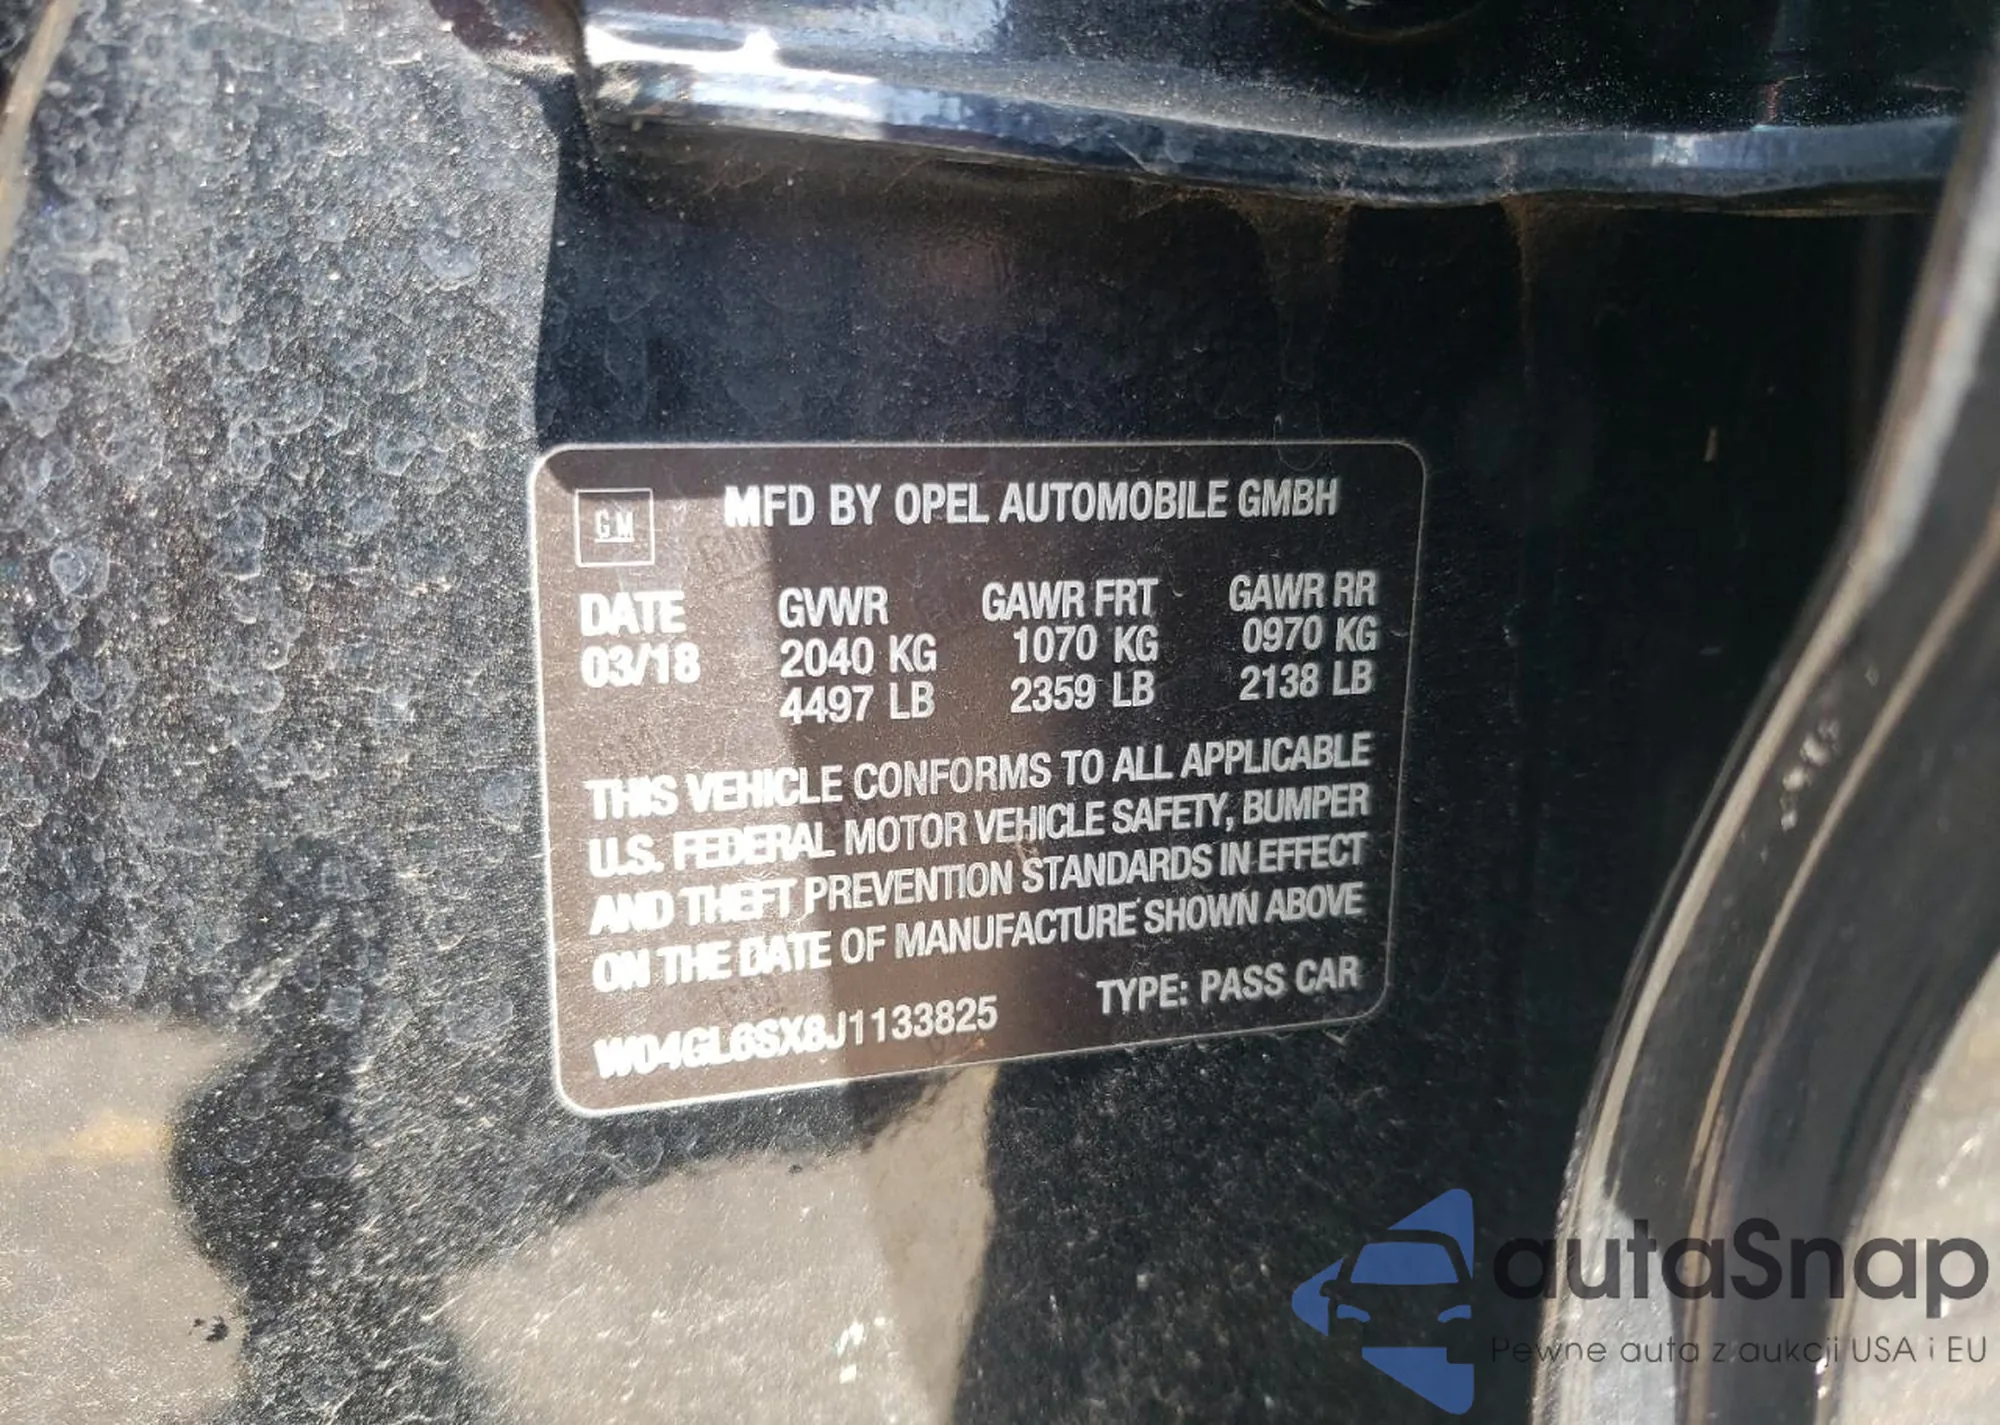 GM
MFD BY OPEL AUTOMOBILE GMBH
DATE GVWR GAWR FRT GAWR RR
03/18 2040 KG 1070 KG 0970 KG
4497 LB 2359 LB 2138 LB
THIS VEHICLE CONFORMS TO ALL APPLICABLE
U.S. FEDERAL MOTOR VEHICLE SAFETY, BUMPER
AND THEFT PREVENTION STANDARDS IN EFFECT
ON THE DATE OF MANUFACTURE SHOWN ABOVE
W04GL6SX8J1133825 TYPE: PASS CAR
autaSnap
Pewne auta z aukcji USA i EU